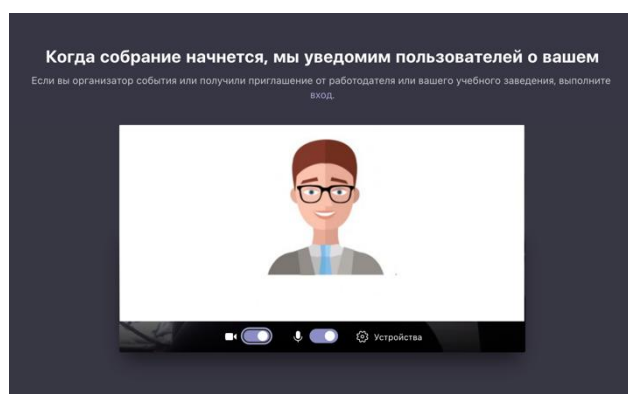 Когда собрание начнется, мы уведомим пользователей о вашем
Если вы организатор события или получили приглашение от работодателя или вашего учебного заведения, выполните
вход.
Устройства